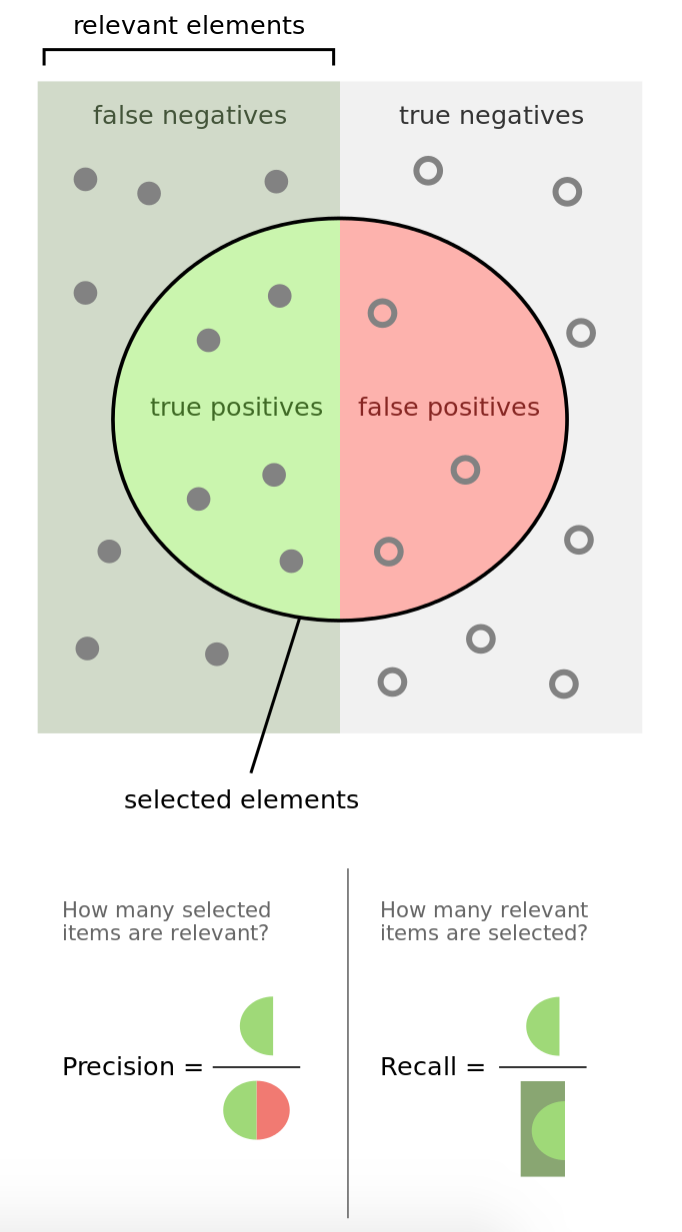 relevant elements
false negatives
true negatives
true positives
false positives
selected elements
How many selected
items are relevant?
How many relevant
items are selected?
Precision =
Recall =